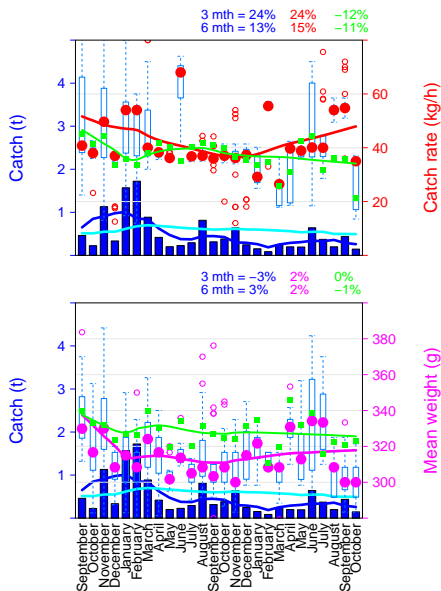 3 mth = 24% 24% −12%
6 mth = 13% 15% −11%
5
4
3
2
1
Catch (t)
60
40
20
Catch rate (kg/h)
3 mth = −3% 2% 0%
6 mth = 3% 2% −1%
4
3
2
1
Catch (t)
380
360
340
320
300
Mean weight (g)
September
October
November
December
January
February
March
April
May
June
July
August
September
October
November
December
January
February
March
April
May
June
July
August
September
October